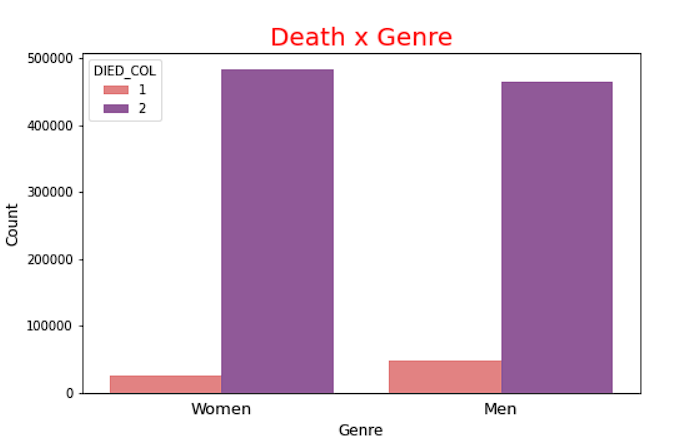 Death x Genre
DIED_COL
1
2
500000
400000
300000
200000
100000
0
Count
Women Men
Genre